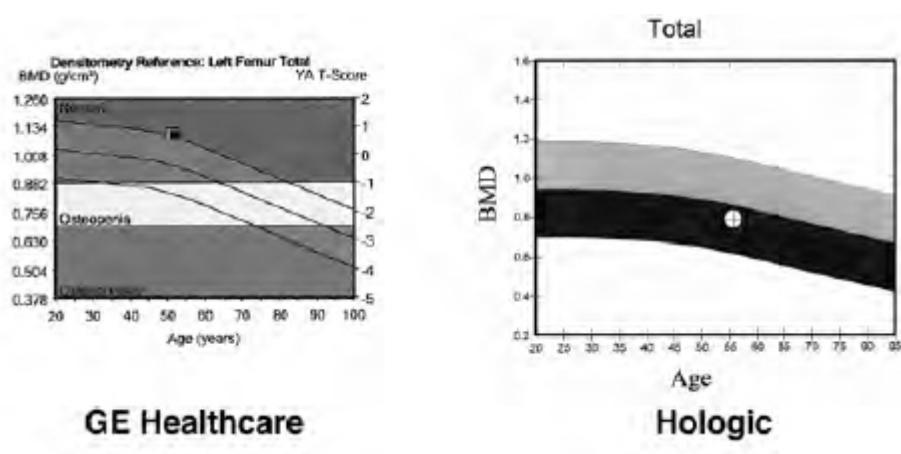 Densitometry Reference: Left Femur Total
BMD (g/cm²) YA T-Score
1.260 2
1.134 1
1.008 0
0.882 -1
0.756 -2
0.630 -3
0.504 -4
0.378 -5
Osteopenia
20 30 40 50 60 70 80 90 100
Age (years)
GE Healthcare
Total
BMD
1.6
1.4
1.2
1.0
0.8
0.6
0.4
0.2
20 25 30 35 40 45 50 55 60 65 70 75 80 85
Age
Hologic